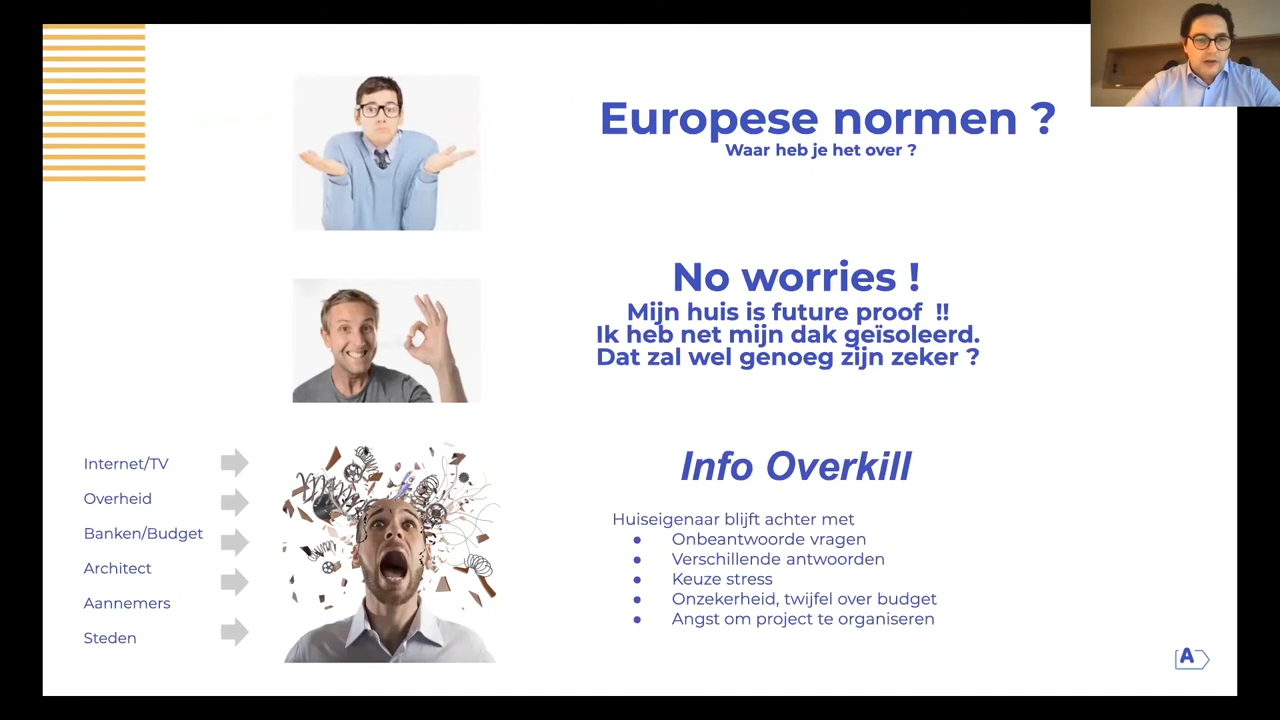 Europese normen ?
Waar heb je het over ?
No worries !
Mijn huis is future proof !!
Ik heb net mijn dak geïsoleerd.
Dat zal wel genoeg zijn zeker ?
Internet/TV
Overheid
Banken/Budget
Architect
Aannemers
Steden
Info Overkill
Huiseigenaar blijft achter met
● Onbeantwoorde vragen
● Verschillende antwoorden
● Keuze stress
● Onzekerheid, twijfel over budget
● Angst om project te organiseren
A